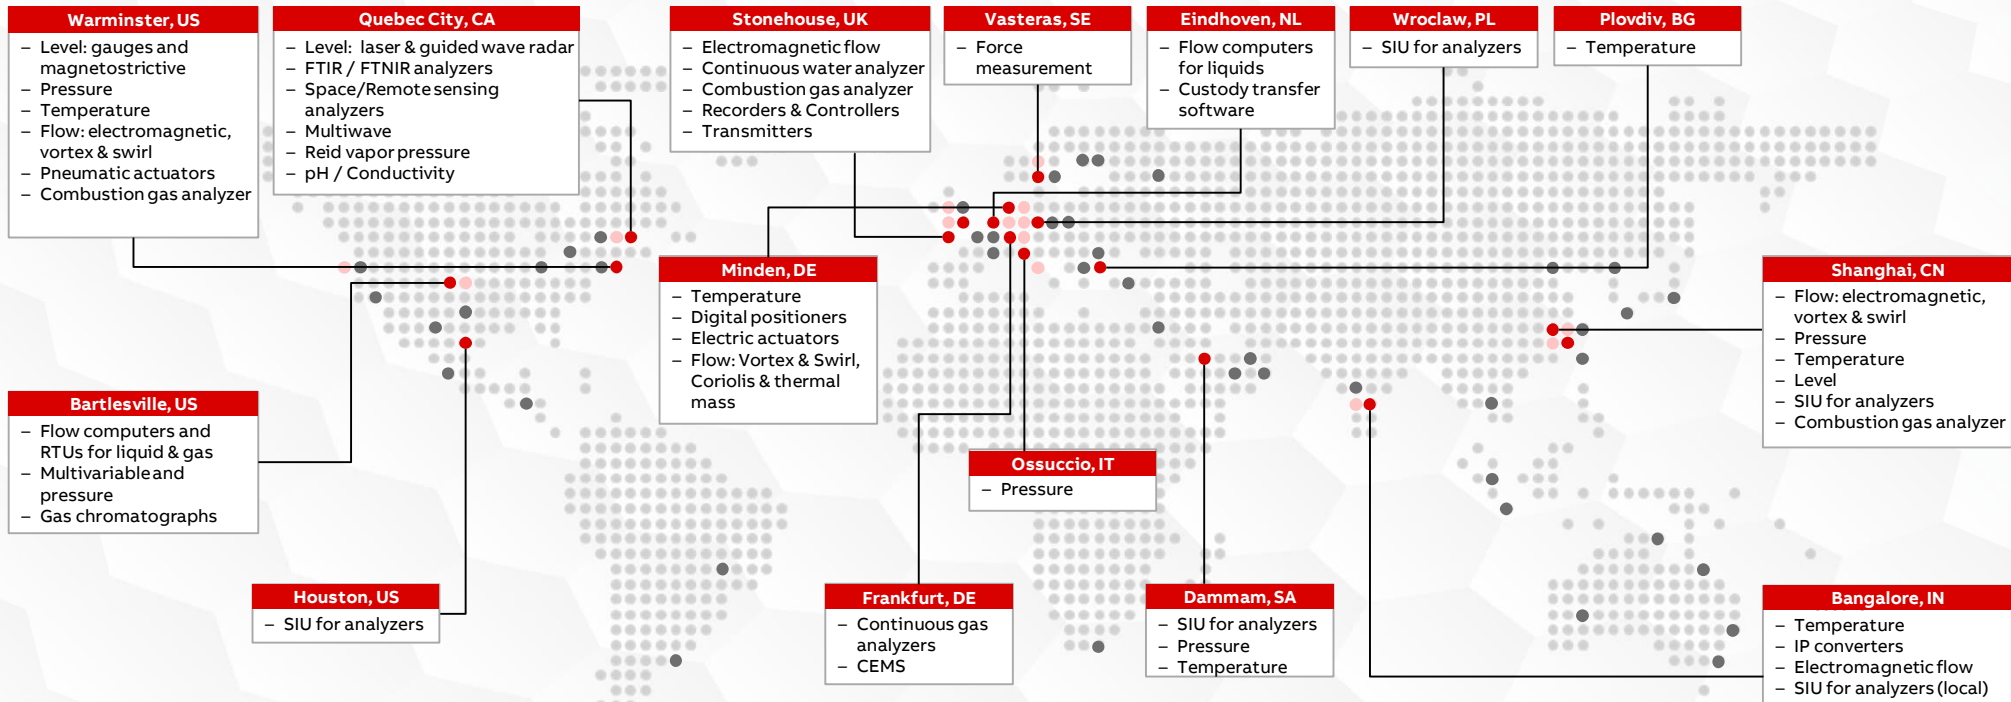 Warminster, US
– Level: gauges and
magnetostrictive
– Pressure
– Temperature
– Flow: electromagnetic,
vortex & swirl
– Pneumatic actuators
– Combustion gas analyzer
Quebec City, CA
– Level: laser & guided wave radar
– FTIR / FTNIR analyzers
– Space/Remote sensing
analyzers
– Multiwave
– Reid vapor pressure
– pH / Conductivity
Stonehouse, UK
– Electromagnetic flow
– Continuous water analyzer
– Combustion gas analyzer
– Recorders & Controllers
– Transmitters
Vasteras, SE
– Force
measurement
Eindhoven, NL
– Flow computers
for liquids
– Custody transfer
software
Wroclaw, PL
– SIU for analyzers
Plovdiv, BG
– Temperature
Minden, DE
– Temperature
– Digital positioners
– Electric actuators
– Flow: Vortex & Swirl,
Coriolis & thermal
mass
Shanghai, CN
– Flow: electromagnetic,
vortex & swirl
– Pressure
– Temperature
– Level
– SIU for analyzers
– Combustion gas analyzer
Bartlesville, US
– Flow computers and
RTUs for liquid & gas
– Multivariable and
pressure
– Gas chromatographs
Ossuccio, IT
– Pressure
Houston, US
– SIU for analyzers
Frankfurt, DE
– Continuous gas
analyzers
– CEMS
Dammam, SA
– SIU for analyzers
– Pressure
– Temperature
Bangalore, IN
– Temperature
– IP converters
– Electromagnetic flow
– SIU for analyzers (local)